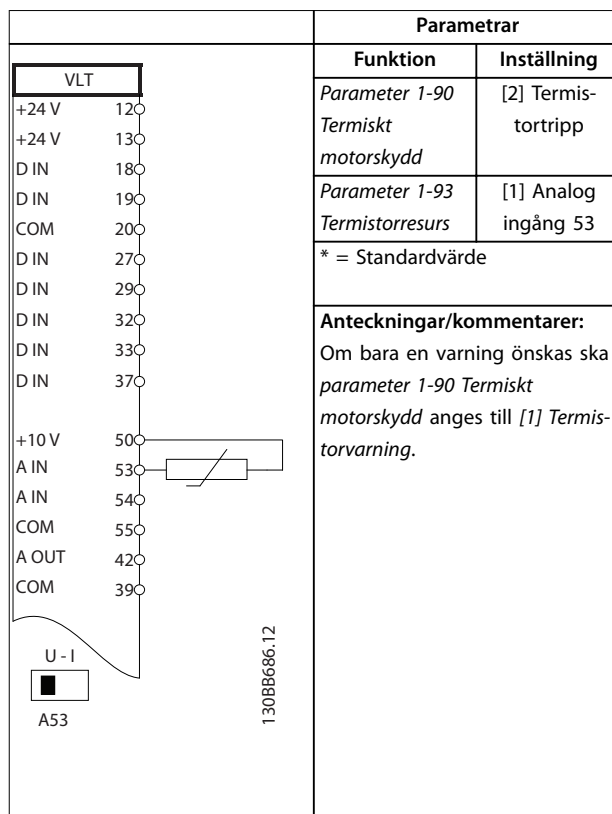 VLT
+24 V 12
+24 V 13
D IN 18
D IN 19
COM 20
D IN 27
D IN 29
D IN 32
D IN 33
D IN 37
+10 V 50
A IN 53
A IN 54
COM 55
A OUT 42
COM 39
U - I
A53
130BB686.12
Parametrar
Funktion Inställning
Parameter 1-90 [2] Termis-
Termiskt tortripp
motorskydd
Parameter 1-93 [1] Analog
Termistorresurs ingång 53
* = Standardvärde
Anteckningar/kommentarer:
Om bara en varning önskas ska
parameter 1-90 Termiskt
motorskydd anges till [1] Termis-
torvarning.